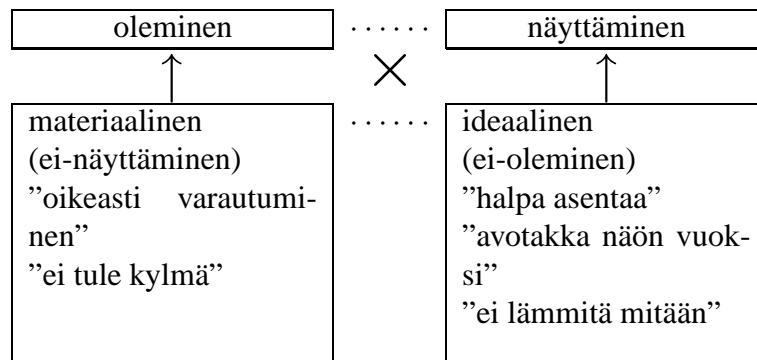 oleminen ...... näyttäminen
materiaalinen ...... ideaalinen
(ei-näyttäminen) (ei-oleminen)
”oikeasti varautumi- ”halpa asentaa”
nen” ”avotakka näön vuok-
”ei tule kylmä” si”
”ei lämmitä mitään”